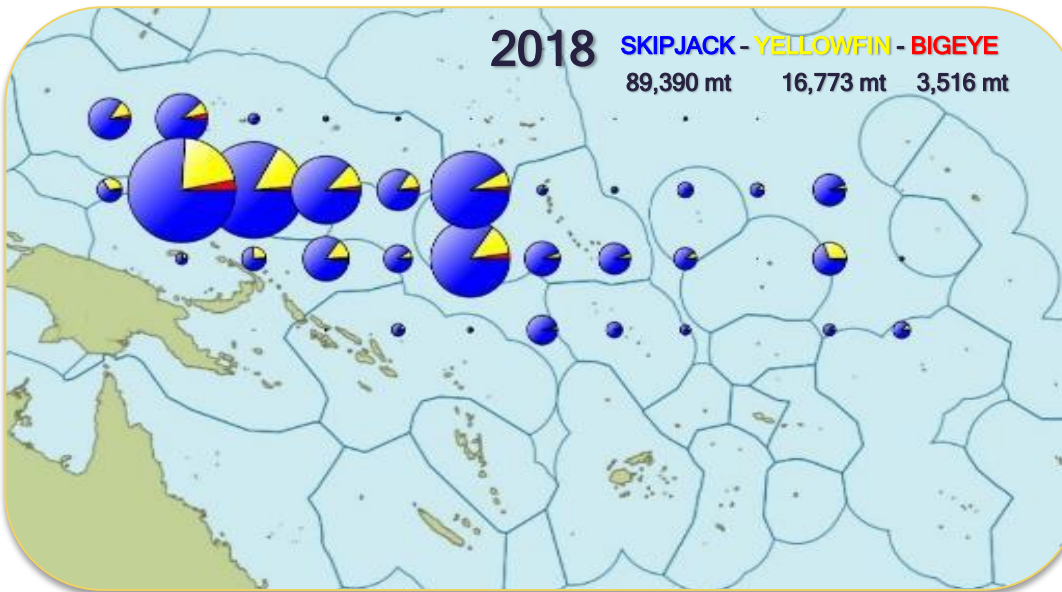 2018 SKIPJACK - YELLOWFIN - BIGEYE
89,390 mt 16,773 mt 3,516 mt